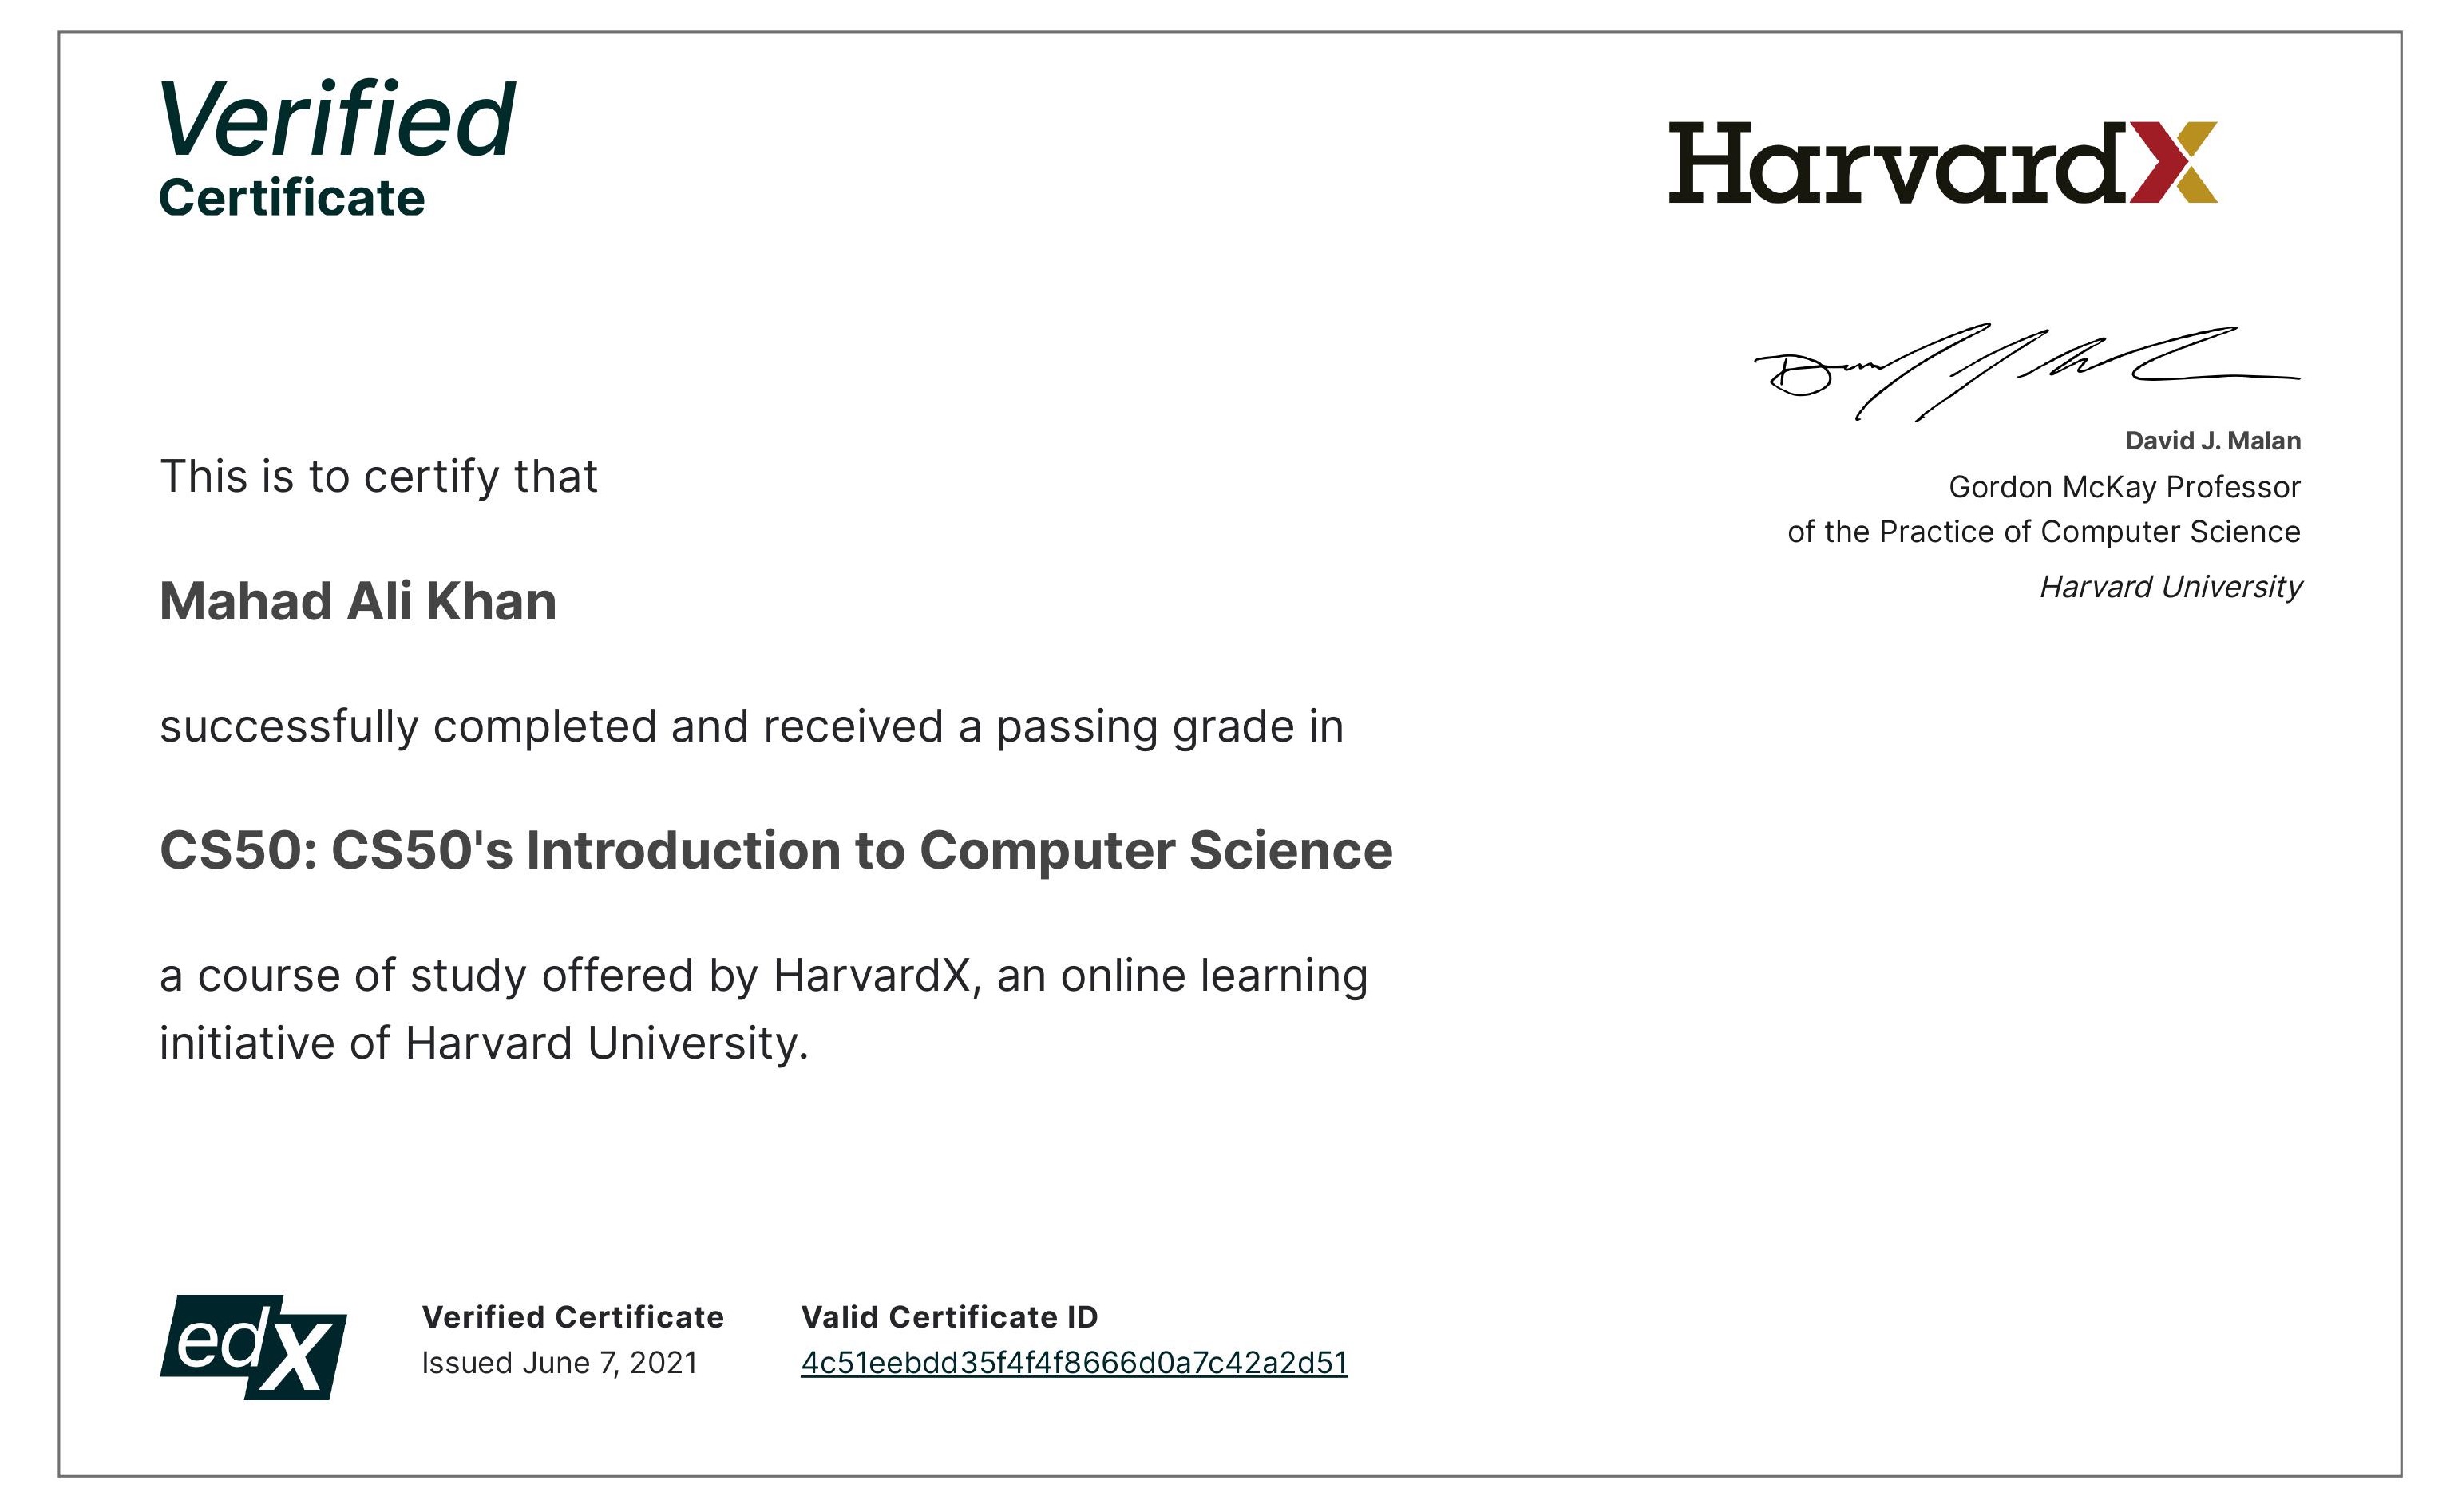 Verified
Certificate
HarvardX
This is to certify that
Mahad Ali Khan
successfully completed and received a passing grade in
CS50: CS50's Introduction to Computer Science
a course of study offered by HarvardX, an online learning
initiative of Harvard University.
David J. Malan
Gordon McKay Professor
of the Practice of Computer Science
Harvard University
edX
Verified Certificate
Issued June 7, 2021
Valid Certificate ID
4c51eebdd35f4f4f8666d0a7c42a2d51